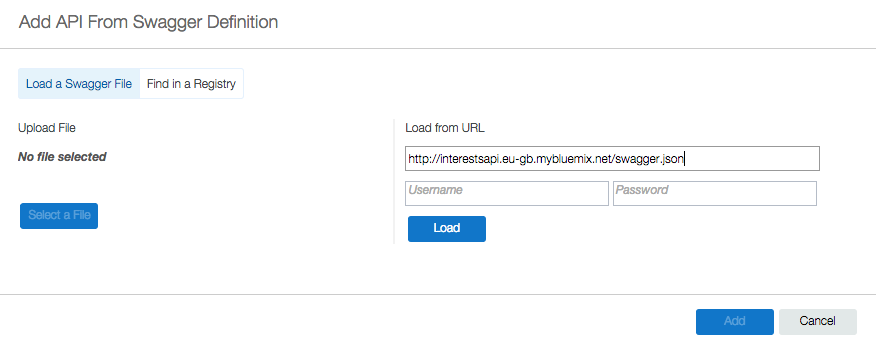 Add API From Swagger Definition
Load a Swagger File Find in a Registry
Upload File
No file selected
Select a File
Load from URL
http://interestsapi.eu-gb.mybluemix.net/swagger.json
Username Password
Load
Add Cancel